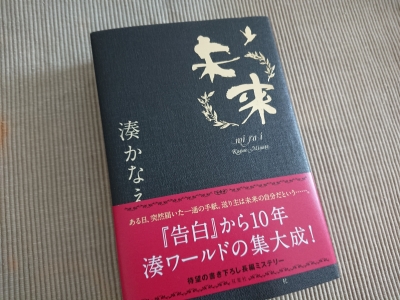 未来
mirai
Kanae Minato
湊かなえ
ある日、突然届いた一通の手紙。送り主は未来の自分だという……。
『告白』から10年
湊ワールドの集大成!
待望の書き下ろし長編ミステリー